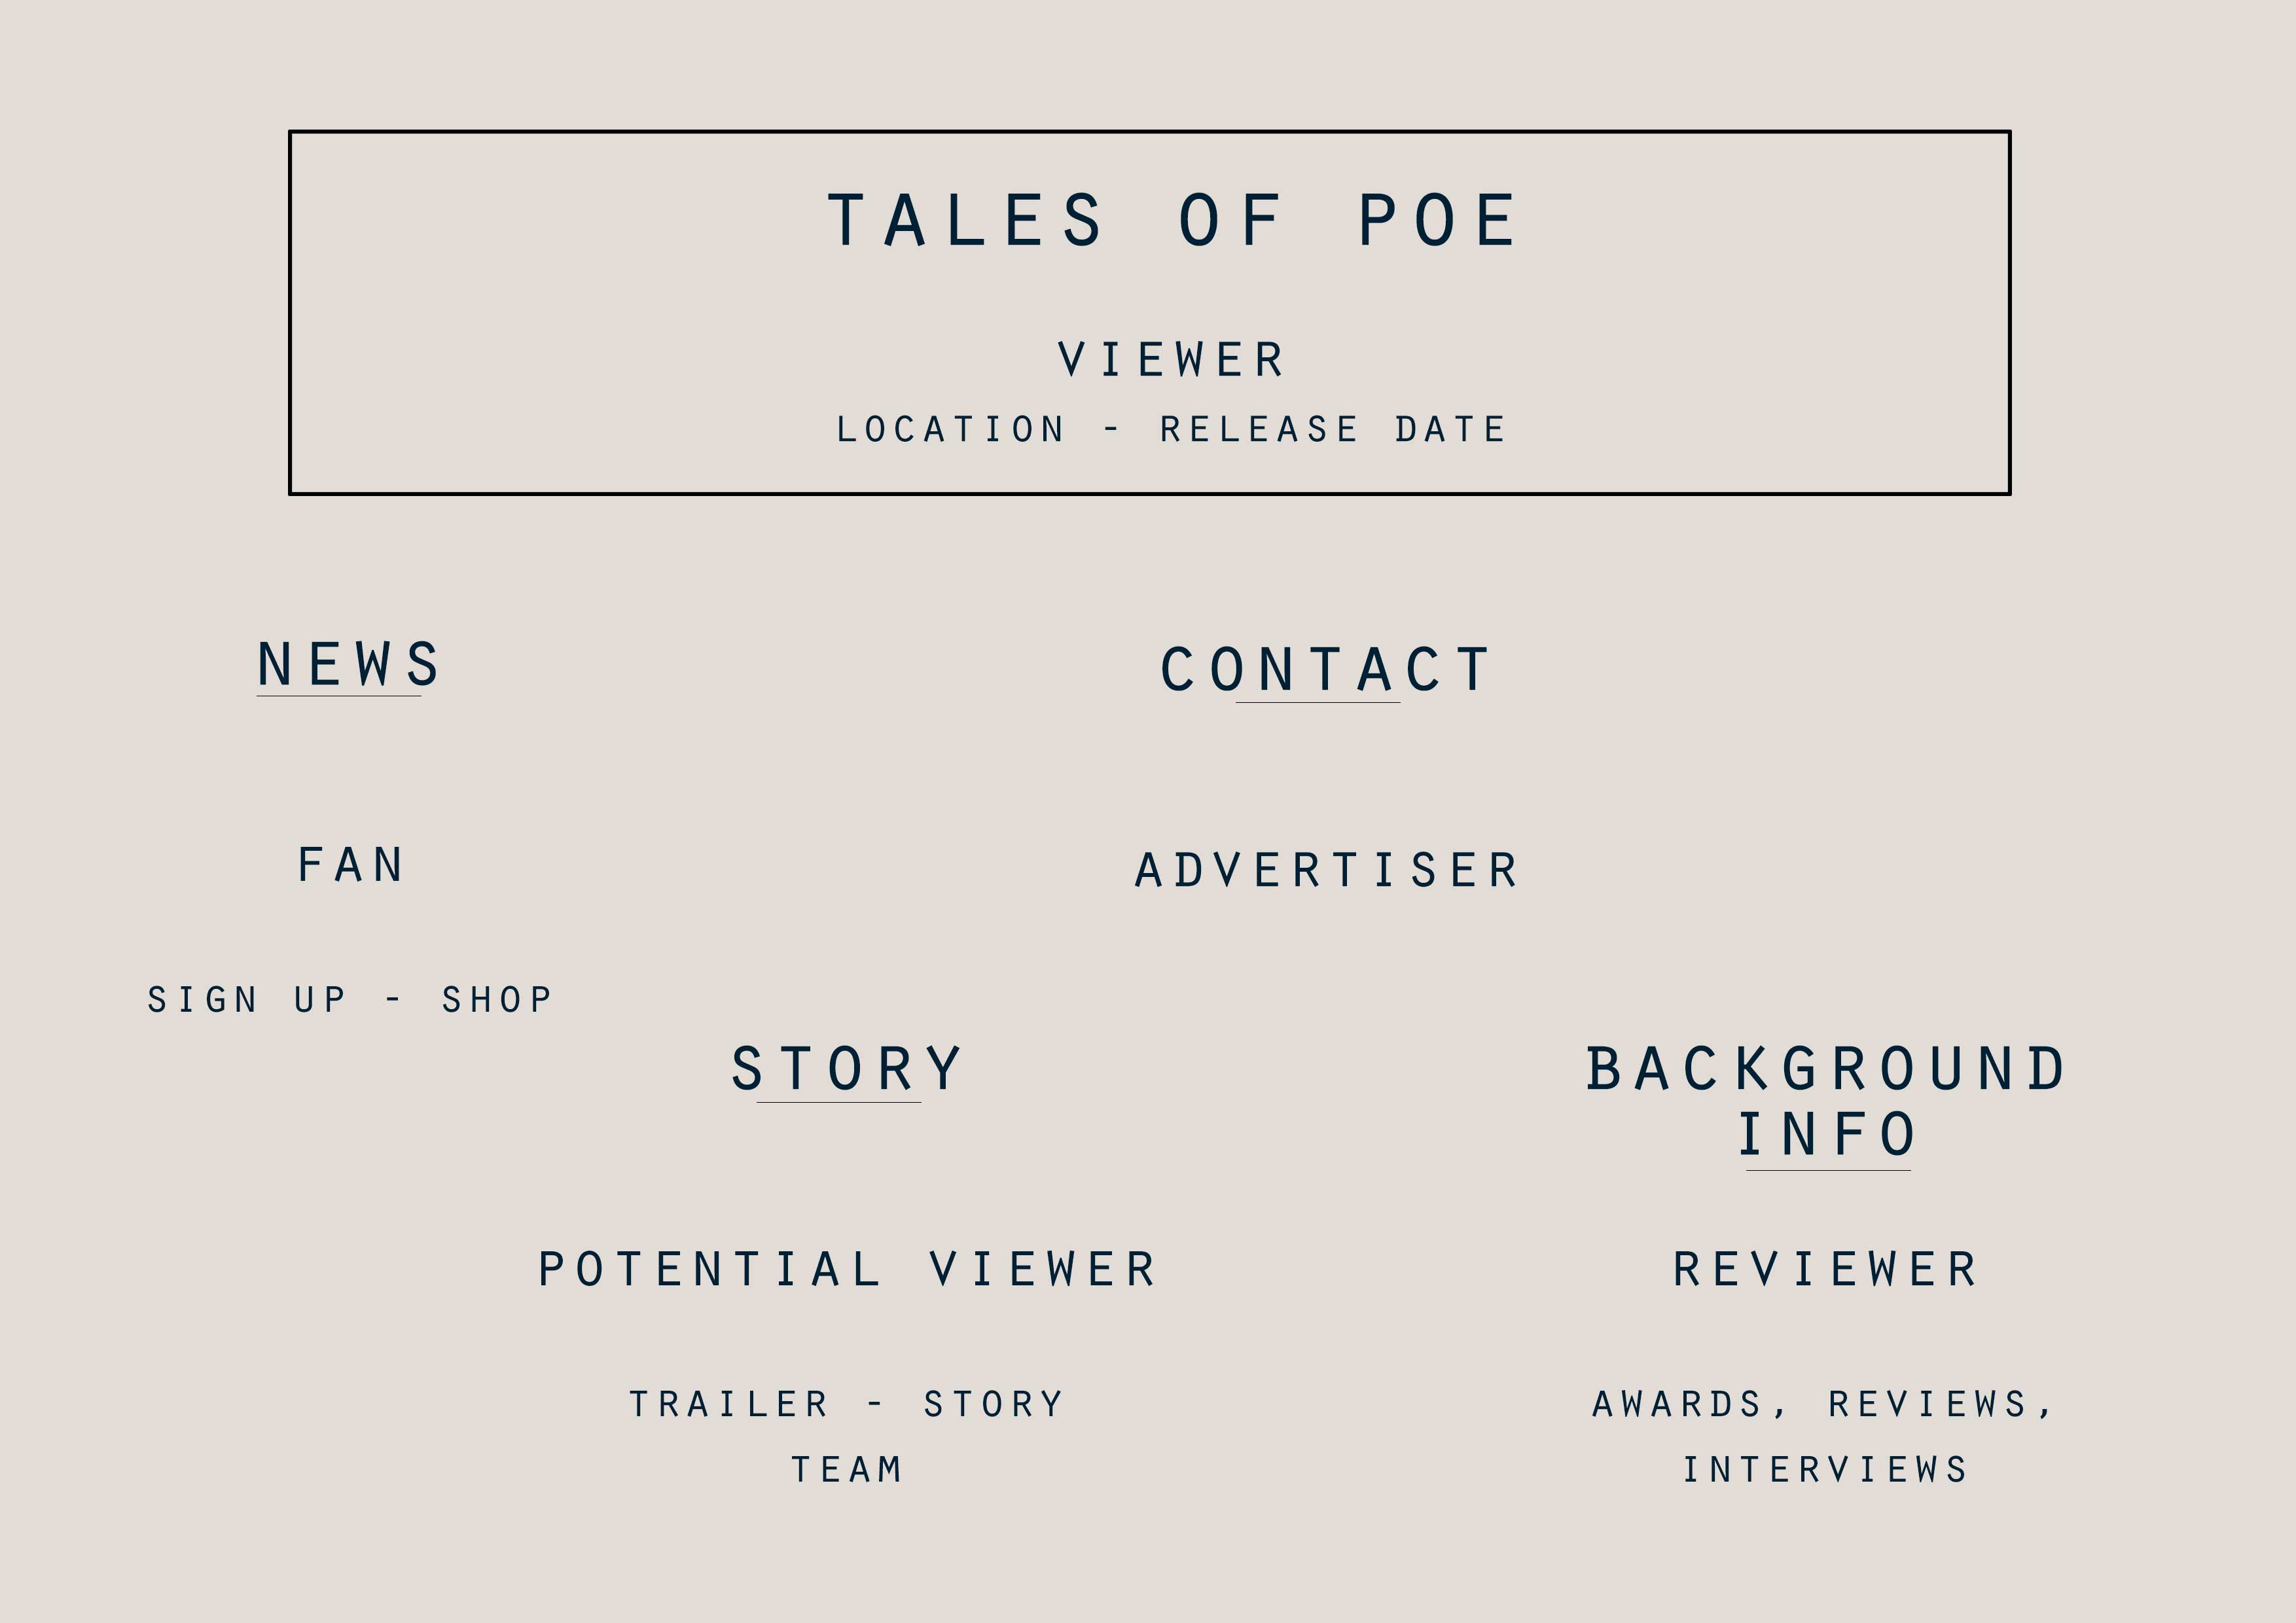 TALES OF POE
VIEWER
LOCATION - RELEASE DATE
NEWS
FAN
SIGN UP - SHOP
STORY
POTENTIAL VIEWER
TRAILER - STORY
TEAM
CONTACT
ADVERTISER
BACKGROUND
INFO
REVIEWER
AWARDS, REVIEWS,
INTERVIEWS